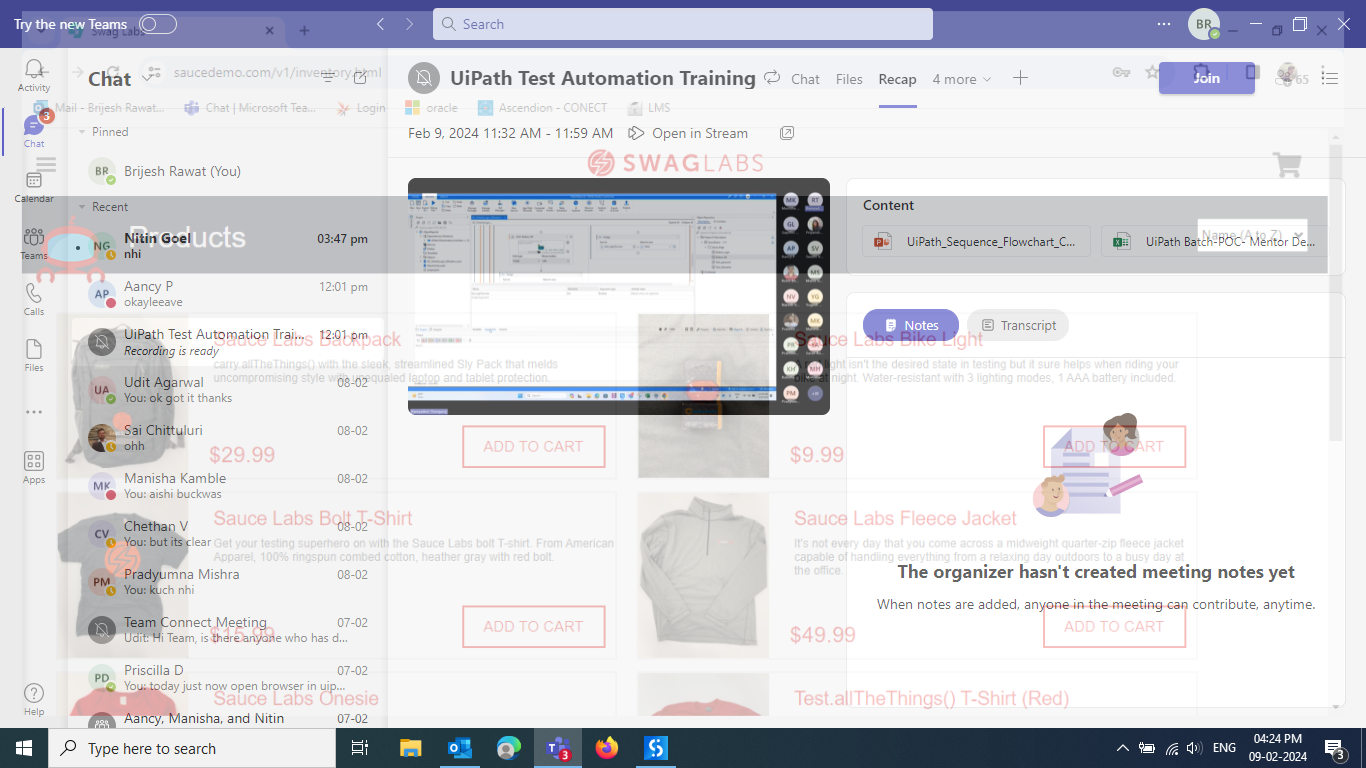 Try the new Teams
Search
BR
Swag Labs
Activity
Chat
saucedemo.com/v1/inventory.html
UiPath Test Automation Training
Chat
Files
Recap
4 more
Join
65
Mail - Brijesh Rawat...
Chat | Microsoft Tea...
Login
oracle
Ascendion - CONECT
LMS
3
Chat
Pinned
Feb 9, 2024 11:32 AM - 11:59 AM
Open in Stream
BR
Brijesh Rawat (You)
SWAGLABS
Calendar
Recent
Content
Teams
NG
Nitin Goel
03:47 pm
nhi
Products
UiPath_Sequence_Flowchart_C...
UiPath Batch-POC- Mentor De...
Name (A to Z)
Calls
AP
Aancy P
12:01 pm
okayleeave
UiPath Test Automation Trai...
12:01 pm
Recording is ready
Notes
Transcript
Files
Sauce Labs Backpack
carry.allTheThings() with the sleek, streamlined Sly Pack that melds
uncompromising style with unequaled laptop and tablet protection.
Sauce Labs Bike Light
A red light isn't the desired state in testing but it sure helps when riding your
bike at night. Water-resistant with 3 lighting modes, 1 AAA battery included.
UA
Udit Agarwal
08-02
You: ok got it thanks
Sai Chittuluri
08-02
ohh
$29.99
ADD TO CART
$9.99
ADD TO CART
Apps
MK
Manisha Kamble
08-02
You: aishi buckwas
CV
Chethan V
08-02
You: but its clear
Sauce Labs Bolt T-Shirt
Get your testing superhero on with the Sauce Labs bolt T-shirt. From American
Apparel, 100% ringspun combed cotton, heather gray with red bolt.
Sauce Labs Fleece Jacket
It's not every day that you come across a midweight quarter-zip fleece jacket
capable of handling everything from a relaxing day outdoors to a busy day at
the office.
PM
Pradyumna Mishra
08-02
You: kuch nhi
The organizer hasn't created meeting notes yet
When notes are added, anyone in the meeting can contribute, anytime.
Team Connect Meeting
07-02
Udit: Hi Team, is there anyone who has d...
$15.99
ADD TO CART
$49.99
ADD TO CART
PD
Priscilla D
07-02
You: today just now open browser in uip...
Help
Sauce Labs Onesie
Test.allTheThings() T-Shirt (Red)
Aancy, Manisha, and Nitin
07-02
Type here to search
3
ENG
04:24 PM
09-02-2024
3